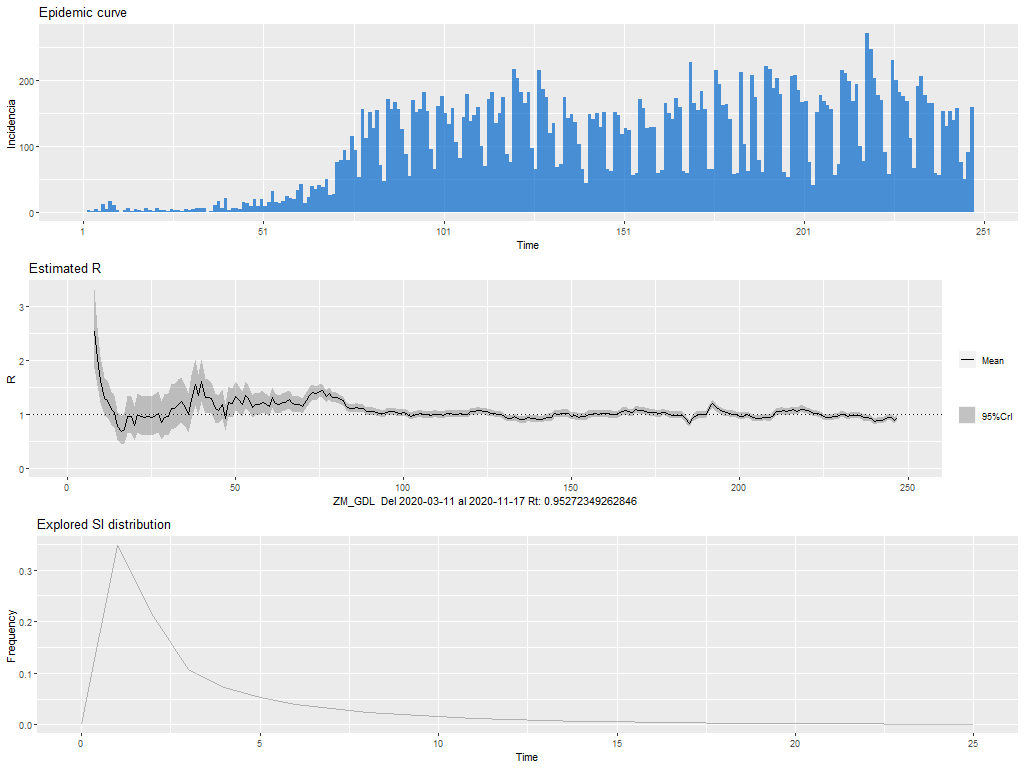 Epidemic curve
Incidencia
200
100
0
1 51 101 151 201 251
Time
Estimated R
R
3
2
1
0
0 50 100 150 200 250
ZM_GDL Del 2020-03-11 al 2020-11-17 Rt: 0.95272349262846
Mean
95%CrI
Explored SI distribution
Frequency
0.3
0.2
0.1
0.0
0 5 10 15 20 25
Time